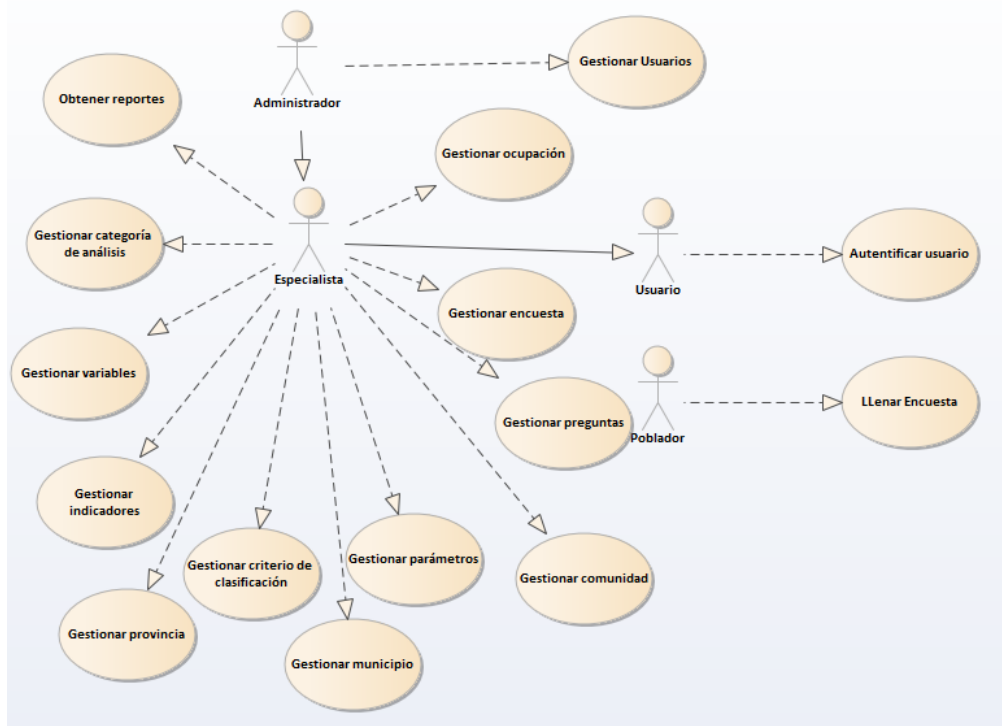 Gestionar Usuarios
Obtener reportes
Administrador
Gestionar ocupación
Gestionar categoría
de análisis
Autentificar usuario
Especialista
Usuario
Gestionar encuesta
Gestionar variables
LLenar Encuesta
Gestionar preguntas
Poblador
Gestionar
indicadores
Gestionar criterio de
clasificación
Gestionar parámetros
Gestionar comunidad
Gestionar provincia
Gestionar municipio